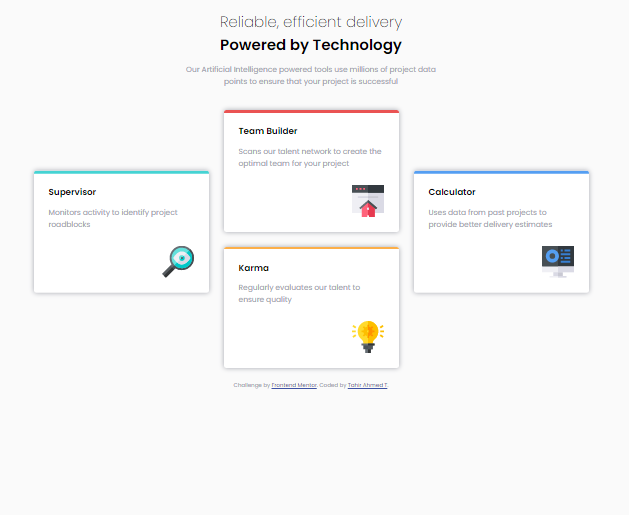 Reliable, efficient delivery
Powered by Technology
Our Artificial Intelligence powered tools use millions of project data
points to ensure that your project is successful
Supervisor
Monitors activity to identify project
roadblocks
Team Builder
Scans our talent network to create the
optimal team for your project
Karma
Regularly evaluates our talent to
ensure quality
Calculator
Uses data from past projects to
provide better delivery estimates
Challenge by Frontend Mentor. Coded by Tahir Ahmed T.